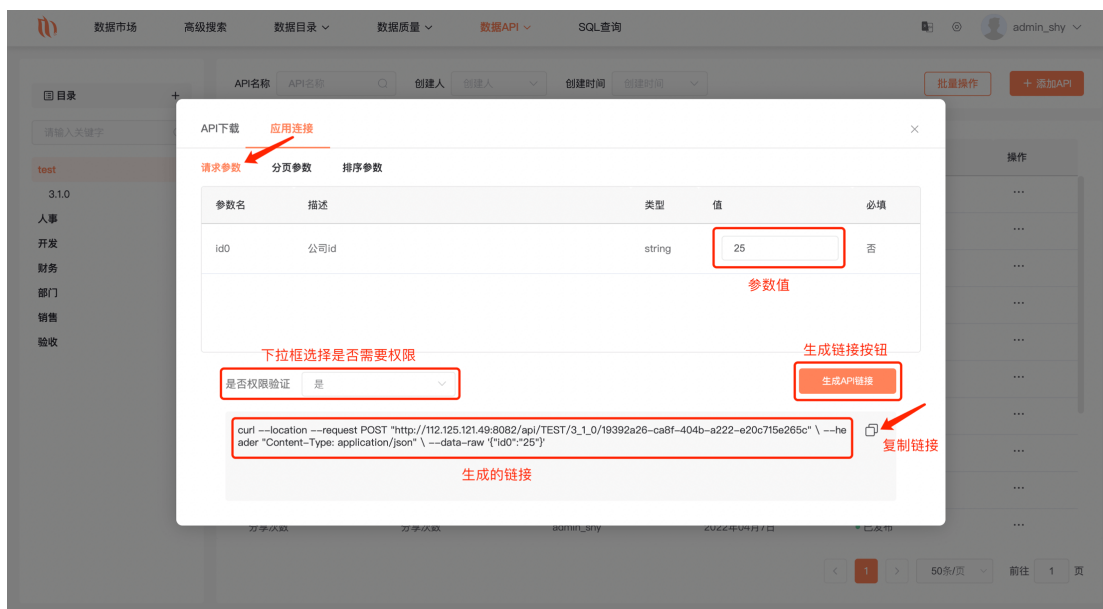 数据市场 高级搜索 数据目录 数据质量 数据API SQL查询 admin_shy
目录 + API名称 API名称 创建人 创建人 创建时间 创建时间 批量操作 + 添加API
请输入关键字
API下载 应用连接
test
请求参数 分页参数 排序参数
操作
3.1.0
参数名 描述 类型 值 必填
人事
开发
id0 公司id string 25 否
财务
参数值
部门
销售
验收
下拉框选择是否需要权限 生成链接按钮
是否权限验证 是 生成API链接
curl --location --request POST "http://112.125.121.49:8082/api/TEST/3_1_0/19392a26-ca8f-404b-a222-e20c715e265c" \ --he
ader "Content-Type: application/json" \ --data-raw '{"id0":"25"}'
复制链接
生成的链接
分享次数 分享次数 admin_shy 2022年04月7日 已发布
< 1 > 50条/页 前往 1 页